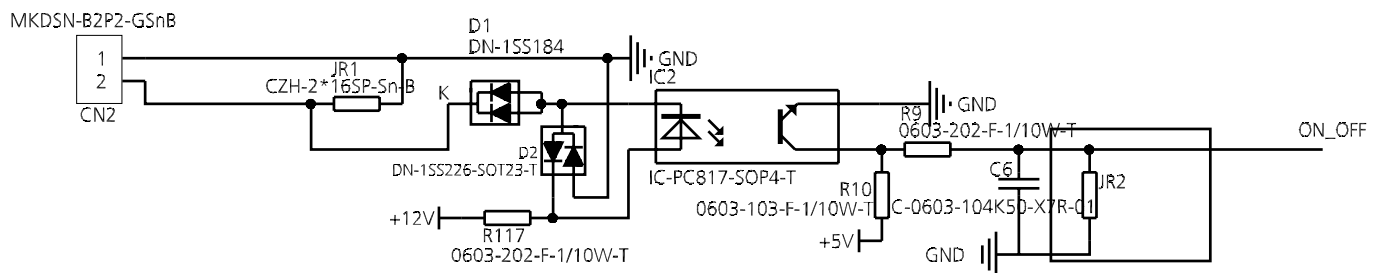 MKDSN-B2P2-GSnB
1
2
CN2
JR1
CZH-2*16SP-Sn-B
D1
DN-1SS184
K
GND
IC2
D2
DN-1SS226-SOT23-T
IC-PC817-SOP4-T
+12V
R117
0603-202-F-1/10W-T
GND
R9
0603-202-F-1/10W-T
R10
0603-103-F-1/10W-T
+5V
C6
C-0603-104K50-X7R-01
JR2
GND
ON_OFF